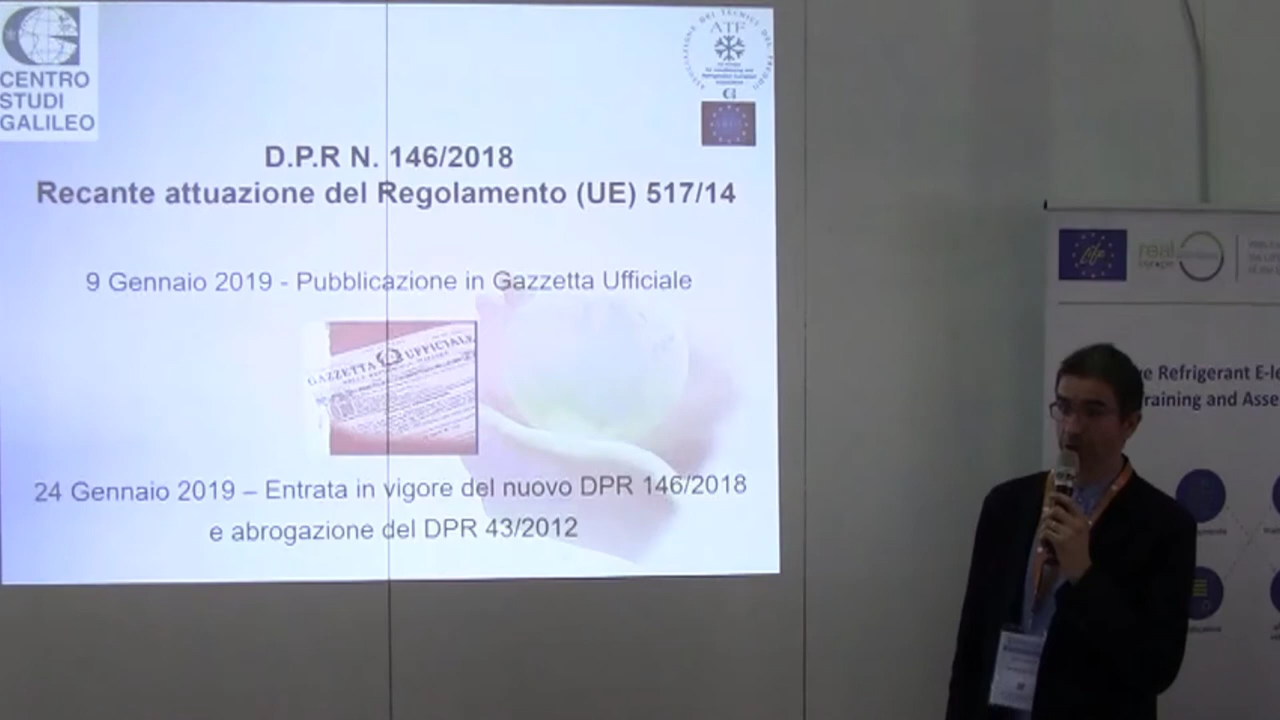 CENTRO
STUDI
GALILEO
ATF
D.P.R N. 146/2018
Recante attuazione del Regolamento (UE) 517/14
9 Gennaio 2019 - Pubblicazione in Gazzetta Ufficiale
GAZZETTA UFFICIALE
24 Gennaio 2019 – Entrata in vigore del nuovo DPR 146/2018
e abrogazione del DPR 43/2012
life
real
europe
Refrigerant E-le
raining and Asse